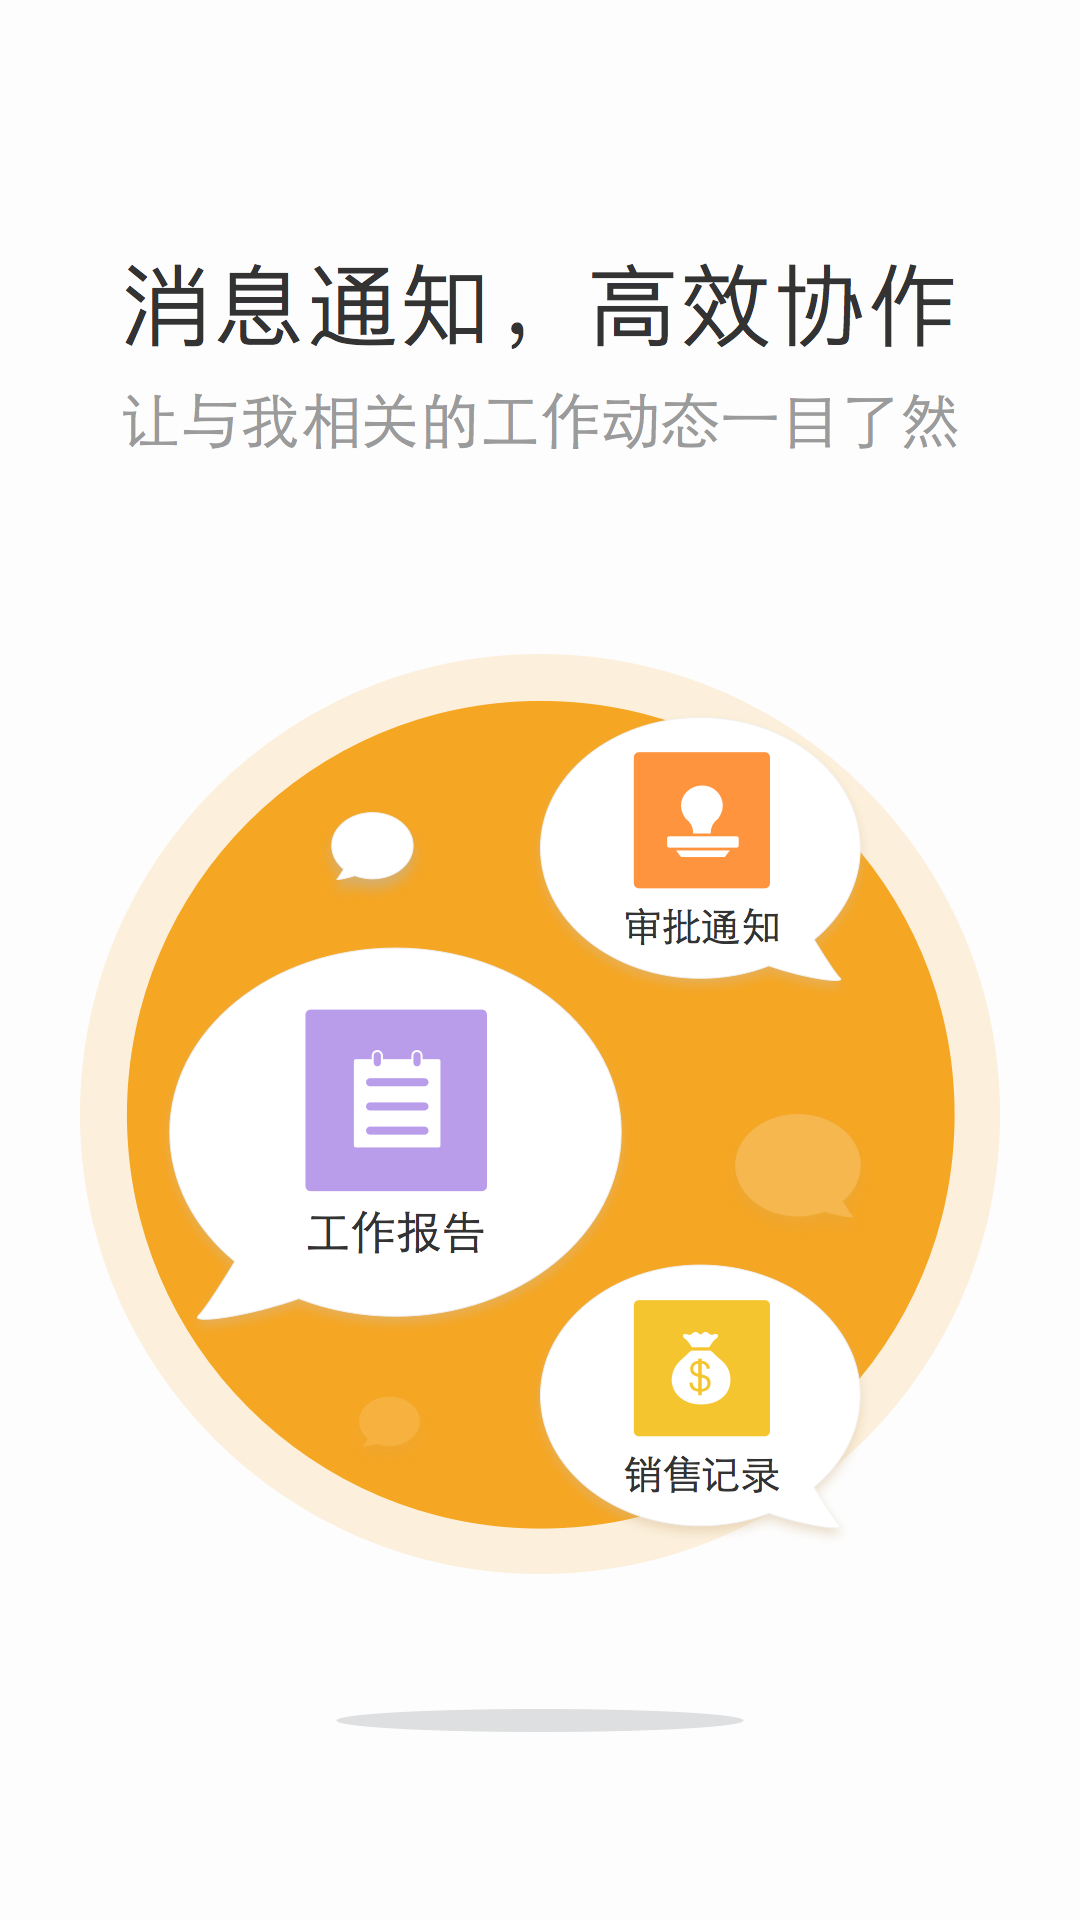 消息通知，高效协作
让与我相关的工作动态一目了然
审批通知
工作报告
$
销售记录